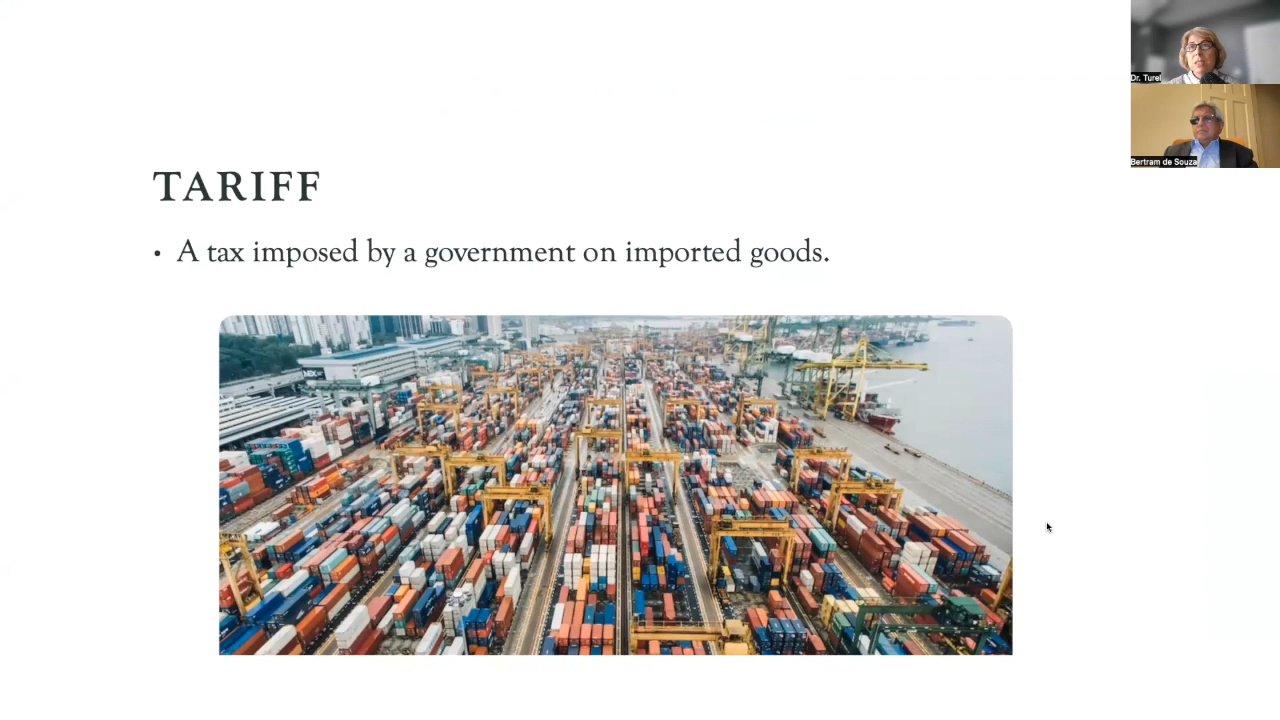 Dr. Turel
Bertram de Souza
TARIFF
• A tax imposed by a government on imported goods.